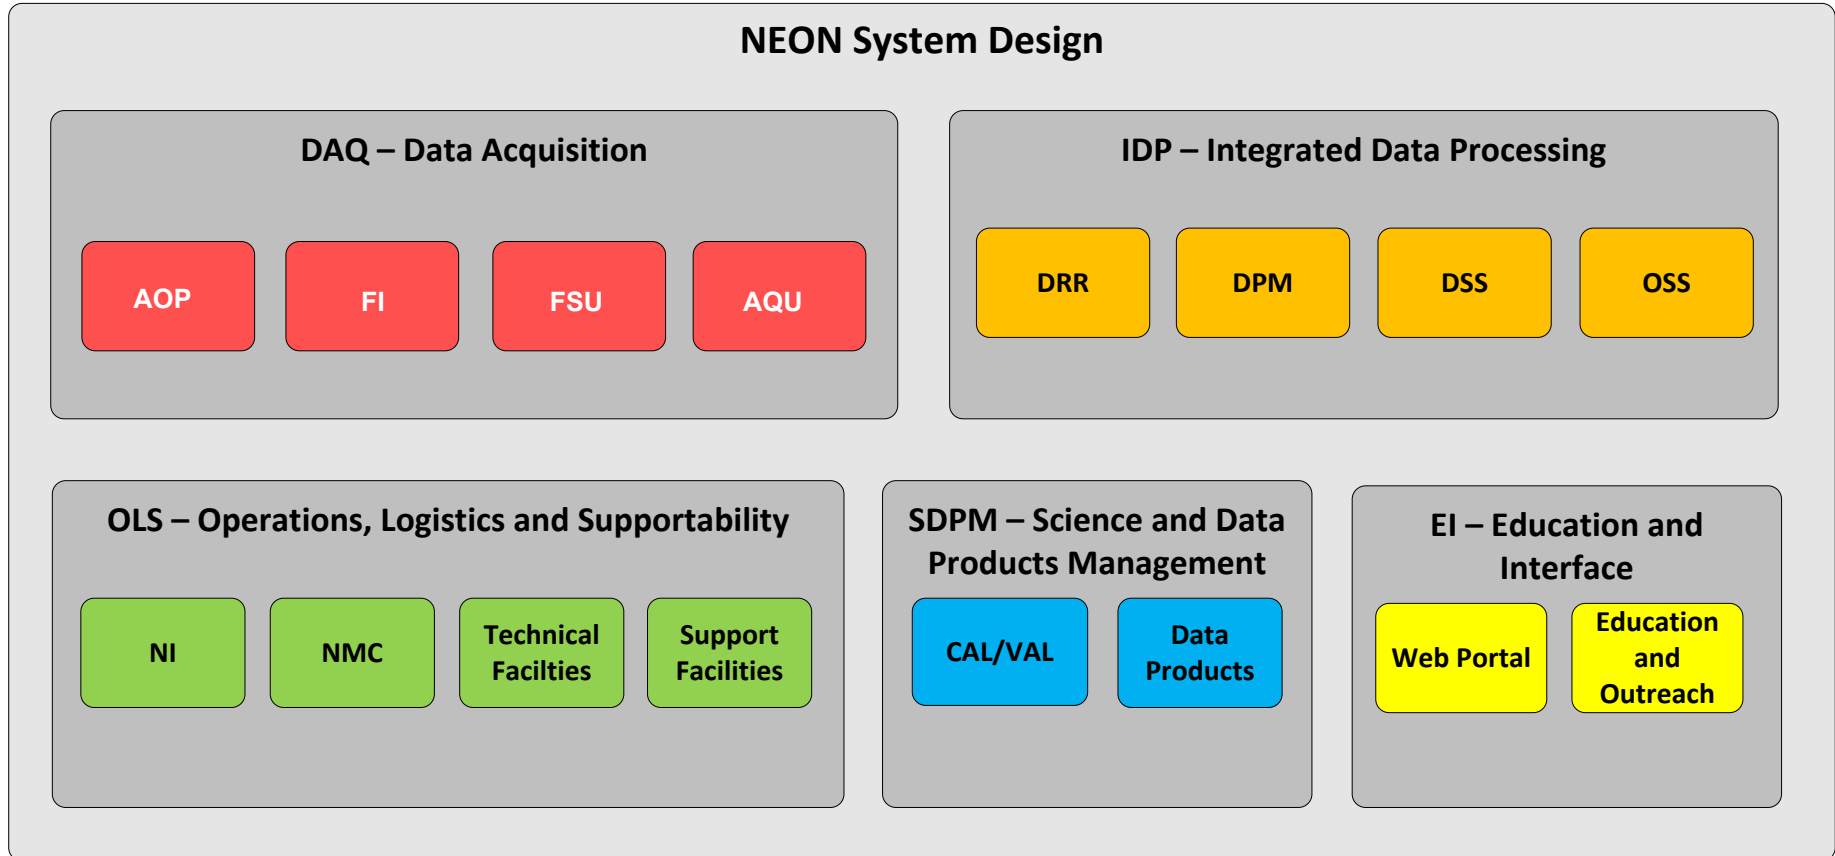 NEON System Design
DAQ – Data Acquisition
AOP
FI
FSU
AQU
IDP – Integrated Data Processing
DRR
DPM
DSS
OSS
OLS – Operations, Logistics and Supportability
NI
NMC
Technical
Facilties
Support
Facilities
SDPM – Science and Data
Products Management
CAL/VAL
Data
Products
EI – Education and
Interface
Web Portal
Education
and
Outreach